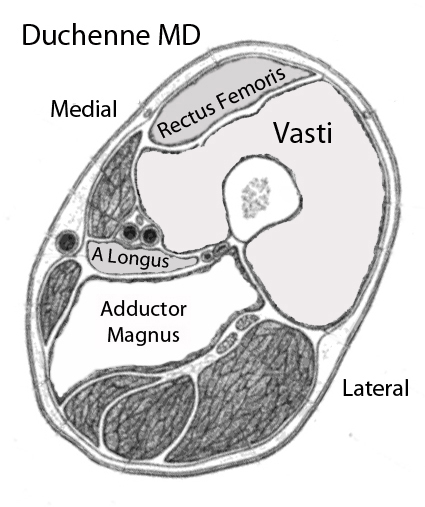 Duchenne MD
Medial
Rectus Femoris
Vasti
A Longus
Adductor
Magnus
Lateral